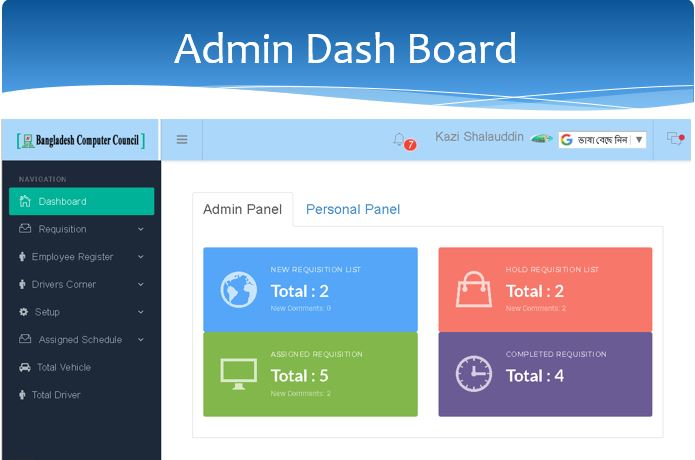 Admin Dash Board
[ Bangladesh Computer Council ]
7
Kazi Shalauddin
G ভাষা বেছে নিন ▼
NAVIGATION
Dashboard
Requisition
Employee Register
Drivers Corner
Setup
Assigned Schedule
Total Vehicle
Total Driver
Admin Panel
Personal Panel
NEW REQUISITION LIST
Total : 2
New Comments: 9
HOLD REQUISITION LIST
Total : 2
New Comments: 2
ASSIGNED REQUISITION
Total : 5
New Comments: 2
COMPLETED REQUISITION
Total : 4